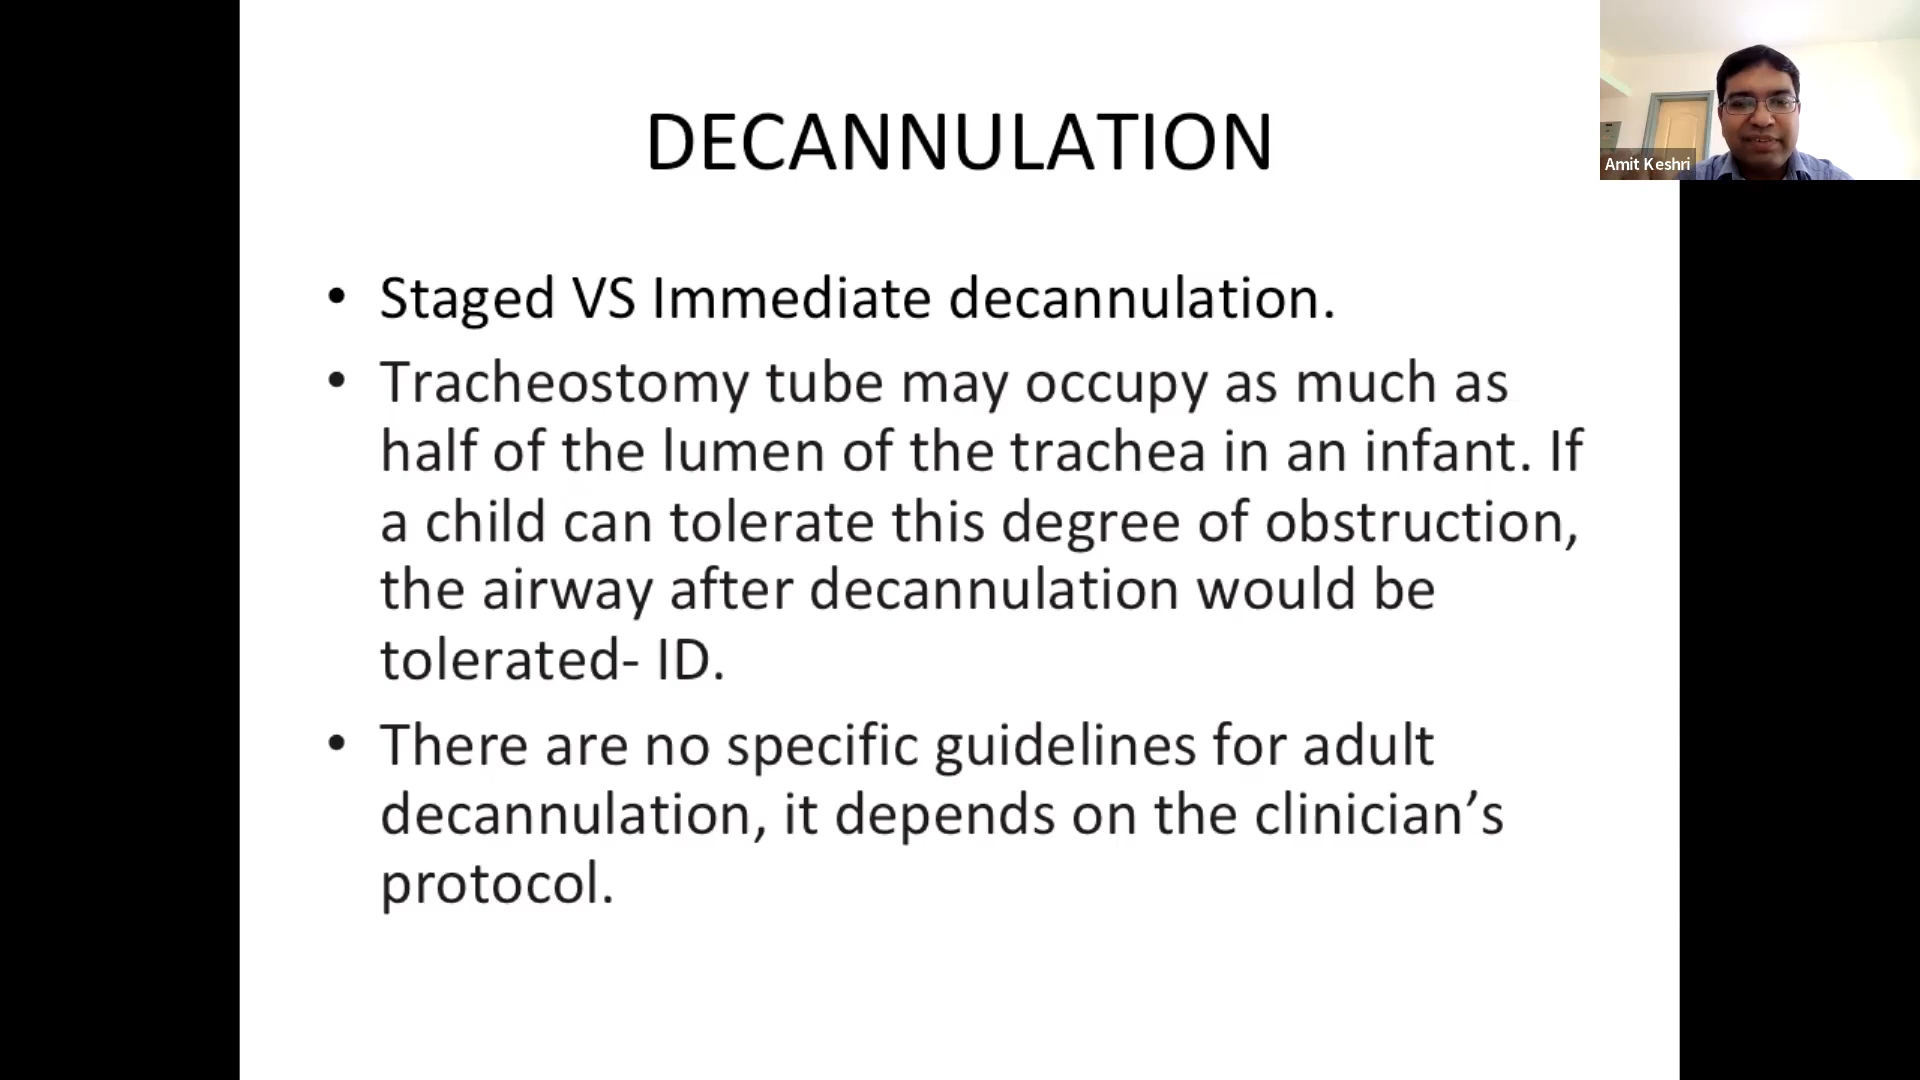 DECANNULATION
Amit Keshri
• Staged VS Immediate decannulation.
• Tracheostomy tube may occupy as much as
half of the lumen of the trachea in an infant. If
a child can tolerate this degree of obstruction,
the airway after decannulation would be
tolerated- ID.
• There are no specific guidelines for adult
decannulation, it depends on the clinician’s
protocol.